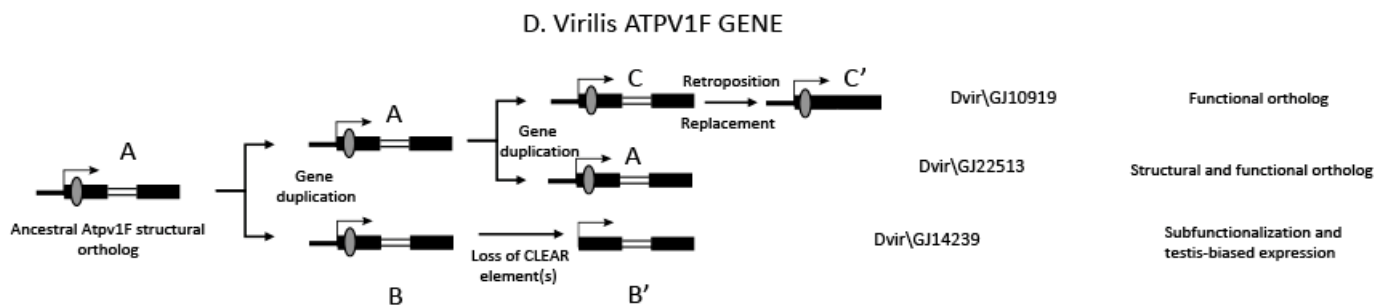 D. Virilis ATPV1F GENE
C
Retroposition
C'
Replacement
Dvir\GJ10919
Functional ortholog
A
Gene
duplication
A
Dvir\GJ22513
Structural and functional ortholog
A
Gene
duplication
Ancestral Atpv1F structural
ortholog
Loss of CLEAR
element(s)
Dvir\GJ14239
Subfunctionalization and
testis-biased expression
B
B'